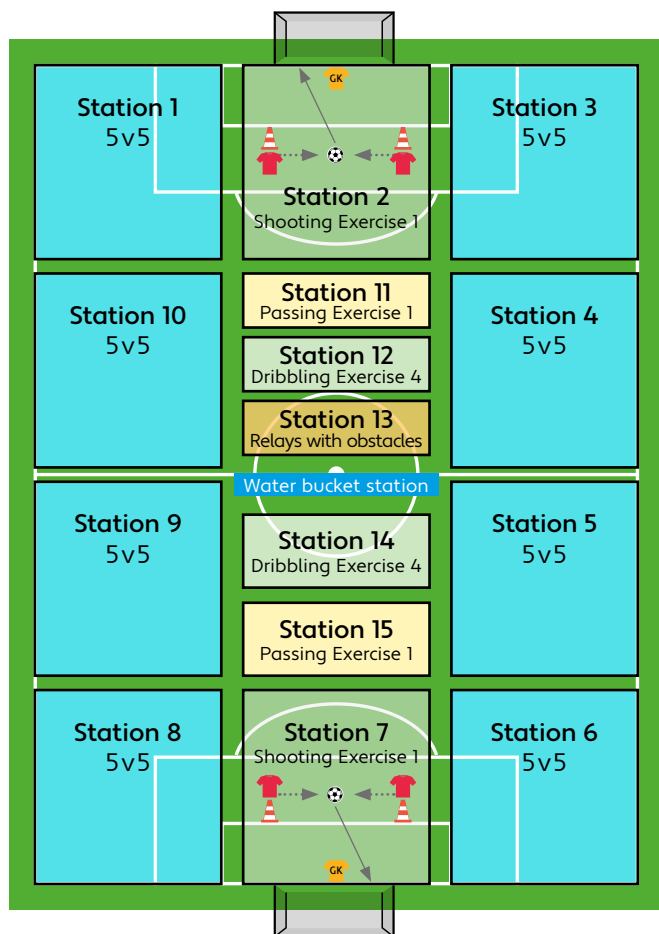 GK
Station 1
5v5
Station 2
Shooting Exercise 1
Station 3
5v5
Station 10
5v5
Station 11
Passing Exercise 1
Station 12
Dribbling Exercise 4
Station 13
Relays with obstacles
Station 4
5v5
Water bucket station
Station 9
5v5
Station 14
Dribbling Exercise 4
Station 15
Passing Exercise 1
Station 5
5v5
Station 8
5v5
Station 7
Shooting Exercise 1
Station 6
5v5
GK